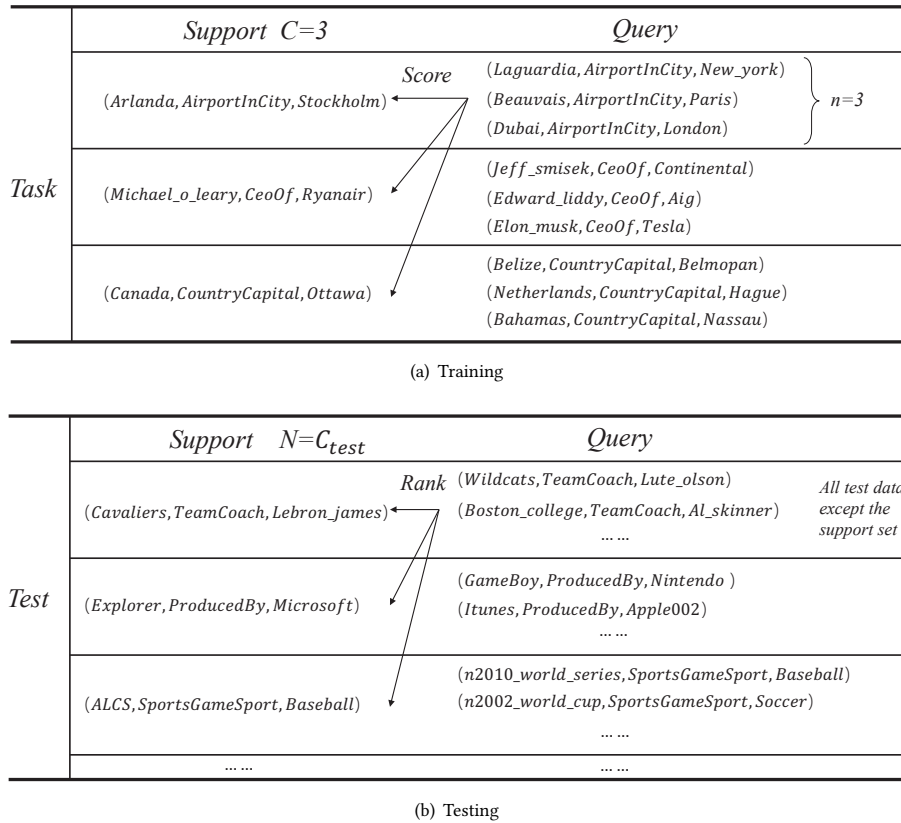 Support C=3 Query
Task
Score
(Arlanda,AirportInCity,Stockholm)
(Laguardia,AirportInCity,New_york)
(Beauvais,AirportInCity,Paris)
(Dubai,AirportInCity,London)
n=3
(Michael_o_leary,CeoOf,Ryanair)
(Jeff_smisek,CeoOf,Continental)
(Edward_liddy,CeoOf,Aig)
(Elon_musk,CeoOf,Tesla)
(Canada,CountryCapital,Ottawa)
(Belize,CountryCapital,Belmopan)
(Netherlands,CountryCapital,Hague)
(Bahamas,CountryCapital,Nassau)
(a) Training
Support N=C_test Query
Test
Rank
(Cavaliers,TeamCoach,Lebron_james)
(Wildcats,TeamCoach,Lute_olson)
(Boston_college,TeamCoach,Al_skinner)
... ...
All test data
except the
support set
(Explorer,ProducedBy,Microsoft)
(GameBoy,ProducedBy,Nintendo )
(Itunes,ProducedBy,Apple002)
... ...
(ALCS,SportsGameSport,Baseball)
(n2010_world_series,SportsGameSport,Baseball)
(n2002_world_cup,SportsGameSport,Soccer)
... ...
... ... ... ...
(b) Testing